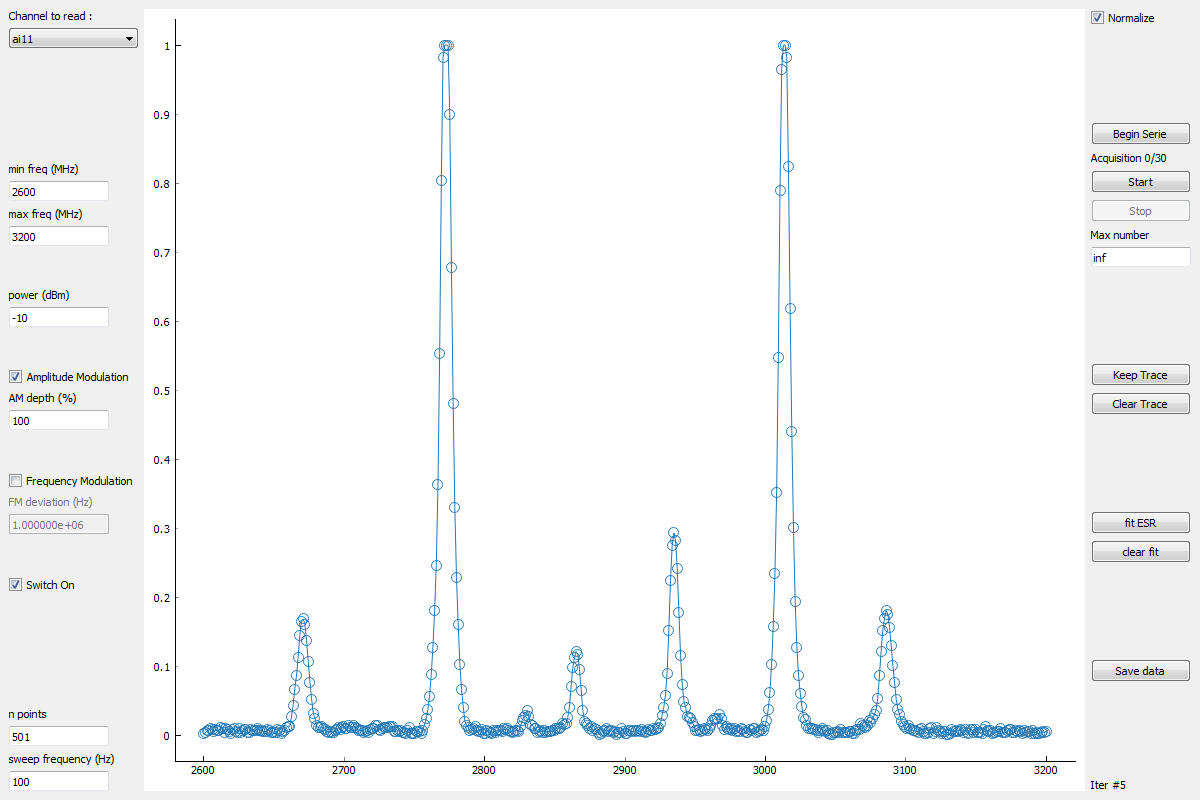 Channel to read :
ai11
min freq (MHz)
2600
max freq (MHz)
3200
power (dBm)
-10
Amplitude Modulation
AM depth (%)
100
Frequency Modulation
FM deviation (Hz)
1.000000e+06
Switch On
n points
501
sweep frequency (Hz)
100
1
0.9
0.8
0.7
0.6
0.5
0.4
0.3
0.2
0.1
0
2600 2700 2800 2900 3000 3100 3200
Normalize
Begin Serie
Acquisition 0/30
Start
Stop
Max number
inf
Keep Trace
Clear Trace
fit ESR
clear fit
Save data
Iter #5